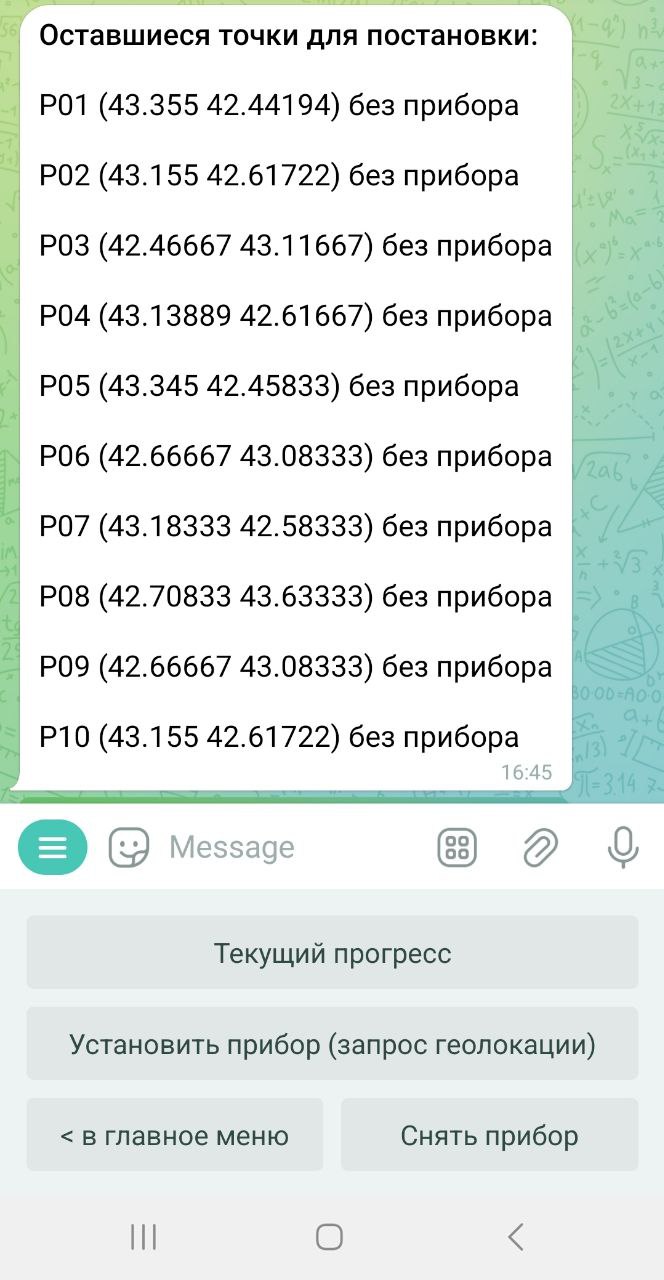 Оставшиеся точки для постановки:
P01 (43.355 42.44194) без прибора
P02 (43.155 42.61722) без прибора
P03 (42.46667 43.11667) без прибора
P04 (43.13889 42.61667) без прибора
P05 (43.345 42.45833) без прибора
P06 (42.66667 43.08333) без прибора
P07 (43.18333 42.58333) без прибора
P08 (42.70833 43.63333) без прибора
P09 (42.66667 43.08333) без прибора
P10 (43.155 42.61722) без прибора
16:45
Message
Текущий прогресс
Установить прибор (запрос геолокации)
< в главное меню
Снять прибор